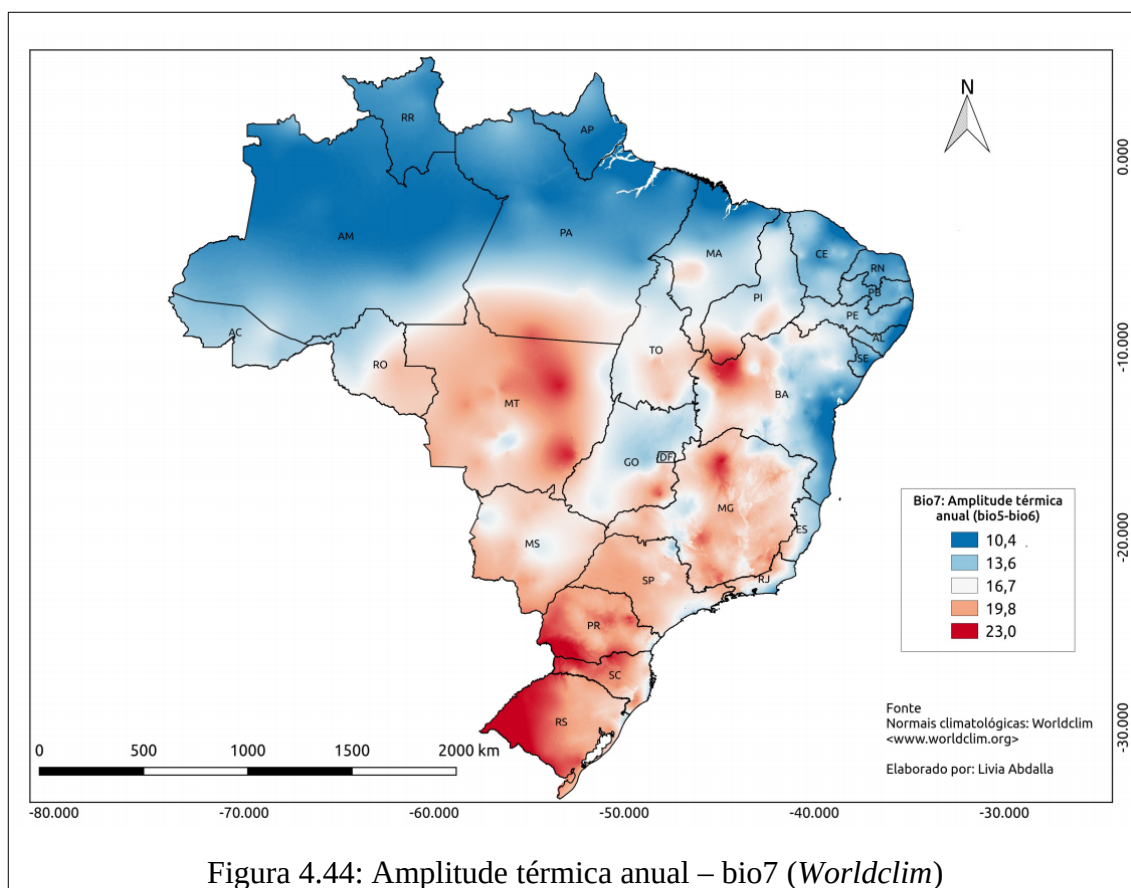 N
RR
AP
AM
PA
MA
CE
RN
PB
PI
PE
AC
AL
SE
TO
RO
BA
MT
GO
DF
MG
ES
MS
SP
RJ
PR
SC
RS
0.000
-10.000
-20.000
-30.000
Bio7: Amplitude térmica
anual (bio5-bio6)
10,4
13,6
16,7
19,8
23,0
Fonte
Normais climatológicas: Worldclim
<www.worldclim.org>
Elaborado por: Livia Abdalla
0 500 1000 1500 2000 km
-80.000 -70.000 -60.000 -50.000 -40.000 -30.000
Figura 4.44: Amplitude térmica anual – bio7 (Worldclim)